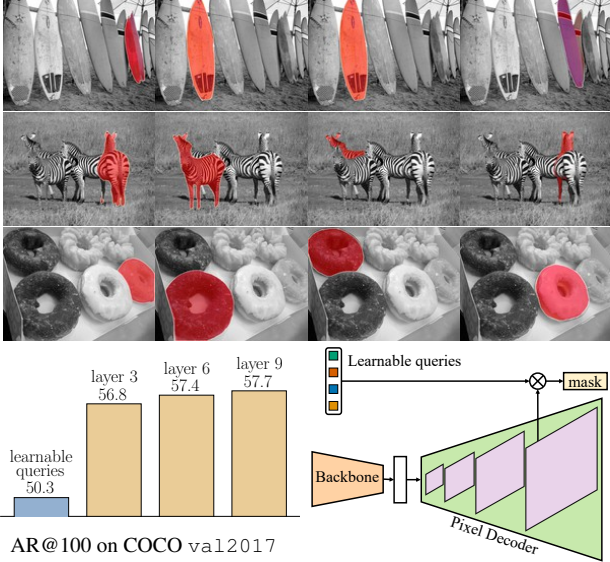 layer 3
56.8
layer 6
57.4
layer 9
57.7
learnable
queries
50.3
AR@100 on COCO val2017
Learnable queries
mask
Backbone
Pixel Decoder